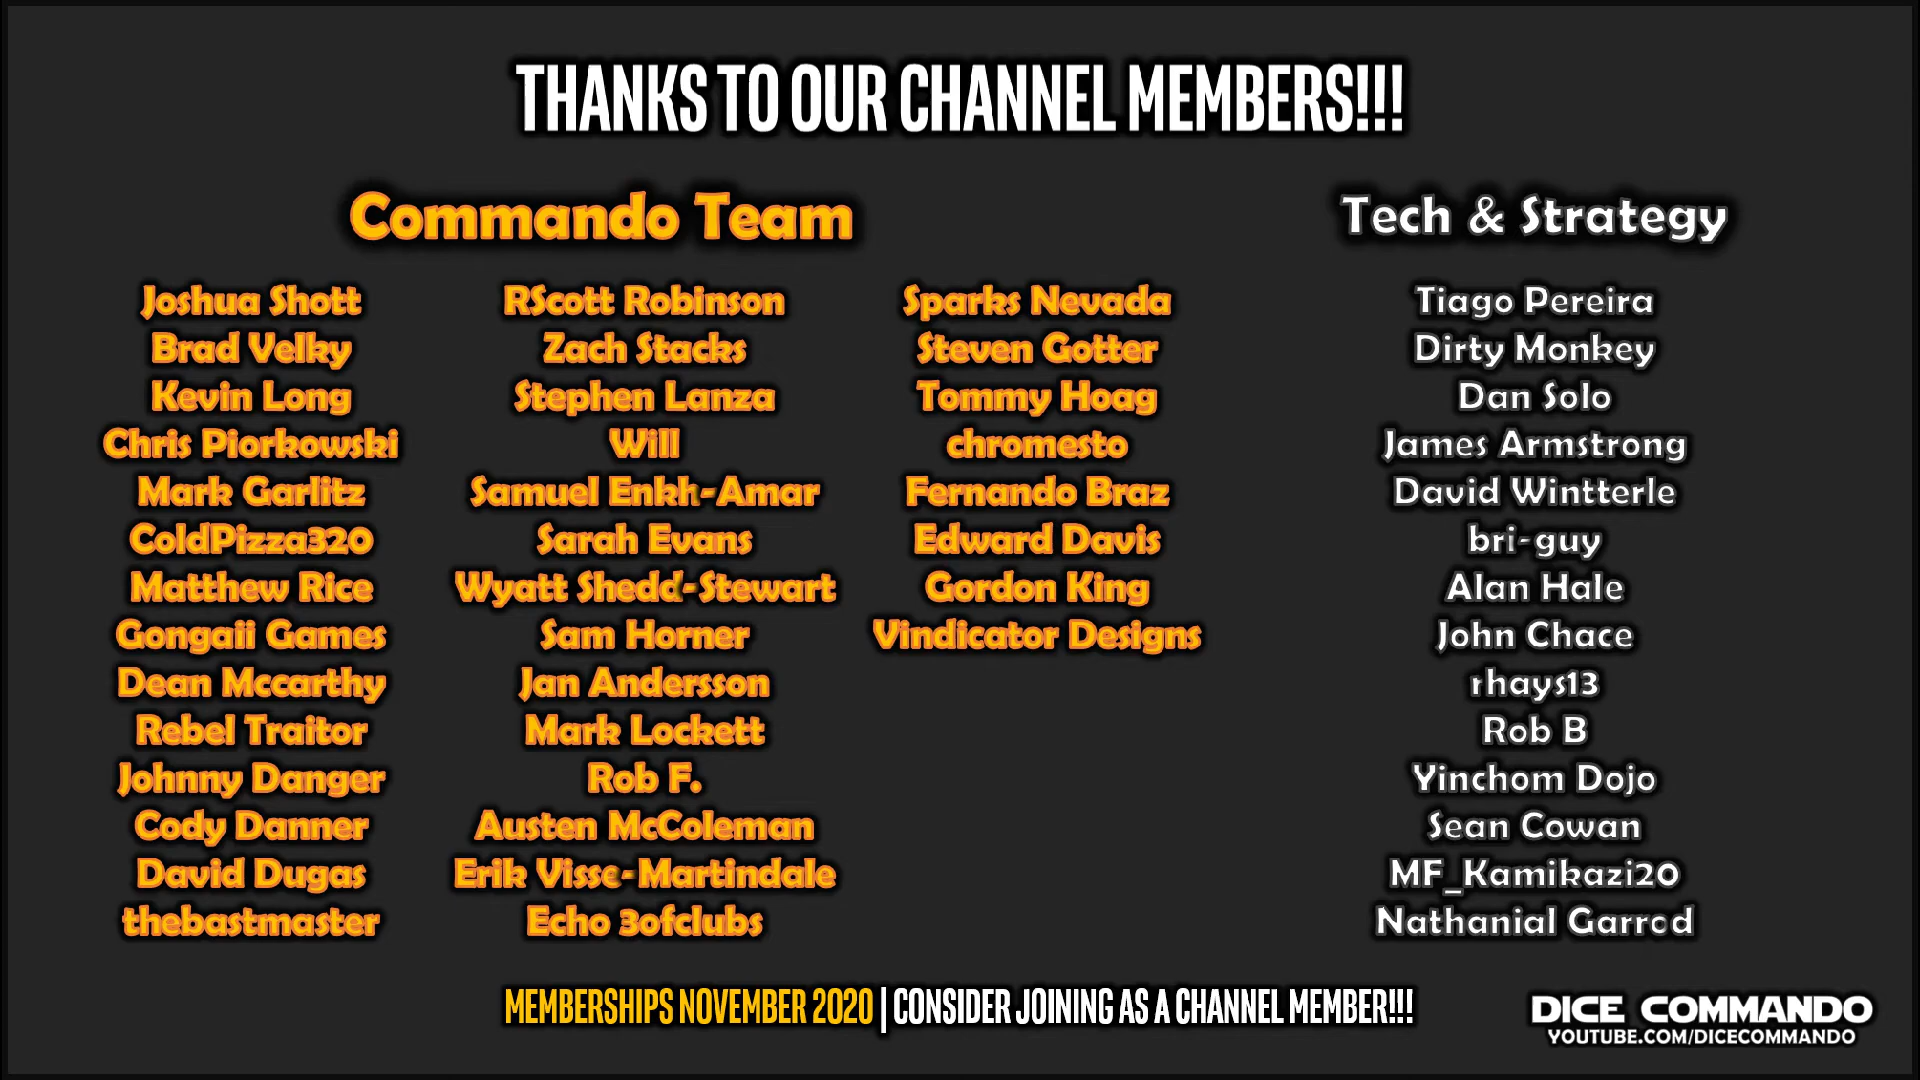 THANKS TO OUR CHANNEL MEMBERS!!!
Commando Team
Joshua Shott
Brad Velky
Kevin Long
Chris Piorkowski
Mark Garlitz
ColdPizza320
Matthew Rice
Gongaii Games
Dean Mccarthy
Rebel Traitor
Johnny Danger
Cody Danner
David Dugas
thebastmaster
RScott Robinson
Zach Stacks
Stephen Lanza
Will
Samuel Enkh-Amar
Sarah Evans
Wyatt Shedd-Stewart
Sam Horner
Jan Andersson
Mark Lockett
Rob F.
Austen McColeman
Erik Visse-Martindale
Echo 3ofclubs
Sparks Nevada
Steven Gotter
Tommy Hoag
chromesto
Fernando Braz
Edward Davis
Gordon King
Vindicator Designs
Tech & Strategy
Tiago Pereira
Dirty Monkey
Dan Solo
James Armstrong
David Wintterle
bri-guy
Alan Hale
John Chace
rhays13
Rob B
Yinchom Dojo
Sean Cowan
MF_Kamikazi20
Nathanial Garrod
MEMBERSHIPS NOVEMBER 2020 | CONSIDER JOINING AS A CHANNEL MEMBER!!!
DICE COMMANDO
YOUTUBE.COM/DICECOMMANDO